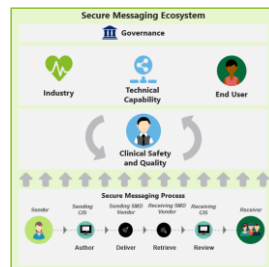 Secure Messaging Ecosystem
Governance
Industry
Technical
Capability
End User
Clinical Safety
and Quality
Secure Messaging Process
Sender
Sending
CIS
Sending SMD
Vendor
Receiving SMD
Vendor
Receiving
CIS
Receiver
Author
Deliver
Retrieve
Review